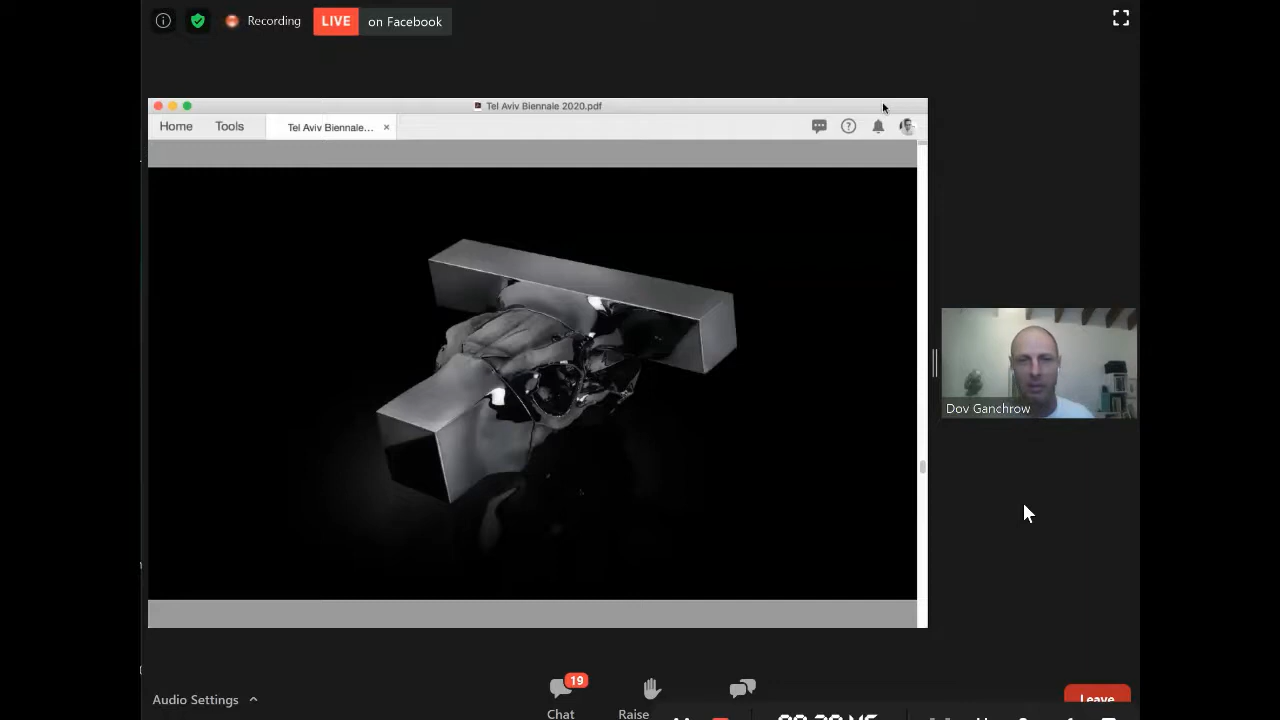 Recording
LIVE
on Facebook
Tel Aviv Biennale 2020.pdf
Home
Tools
Tel Aviv Biennale...
Dov Ganchrow
Audio Settings
19
Chat
Raise
Leave